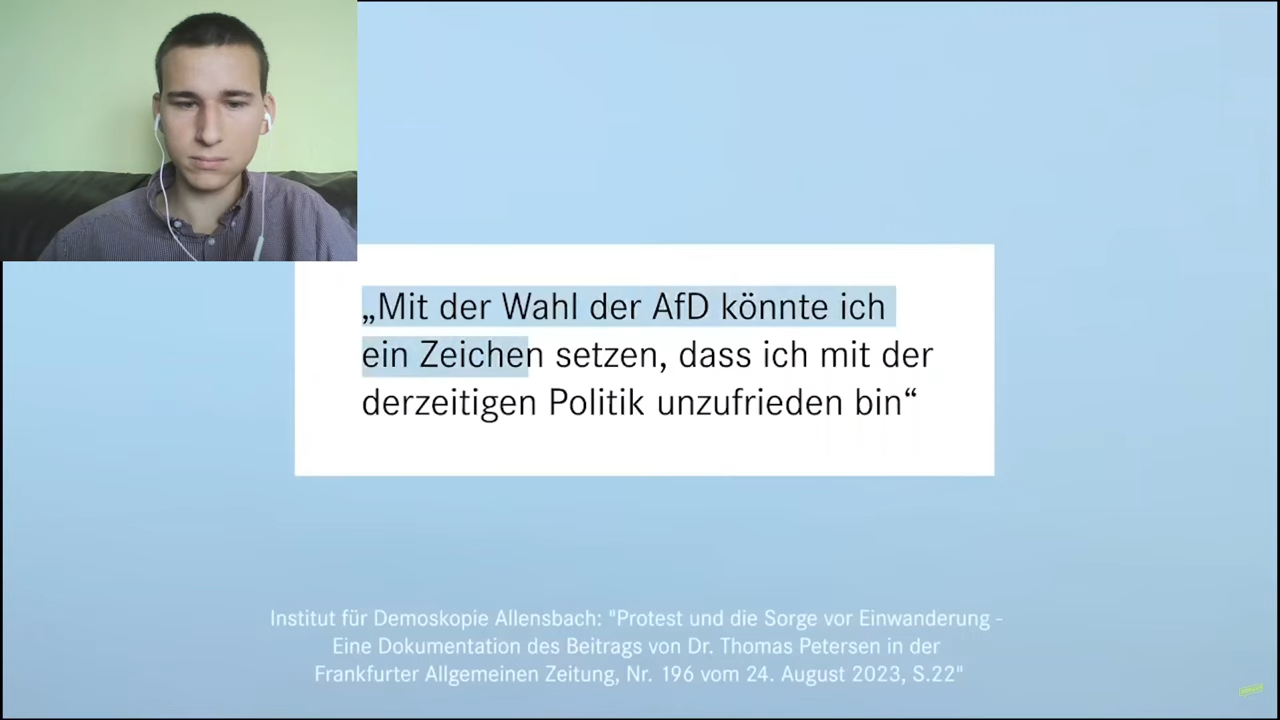 „Mit der Wahl der AfD könnte ich
ein Zeichen setzen, dass ich mit der
derzeitigen Politik unzufrieden bin“
Institut für Demoskopie Allensbach: "Protest und die Sorge vor Einwanderung -
Eine Dokumentation des Beitrags von Dr. Thomas Petersen in der
Frankfurter Allgemeinen Zeitung, Nr. 196 vom 24. August 2023, S.22"